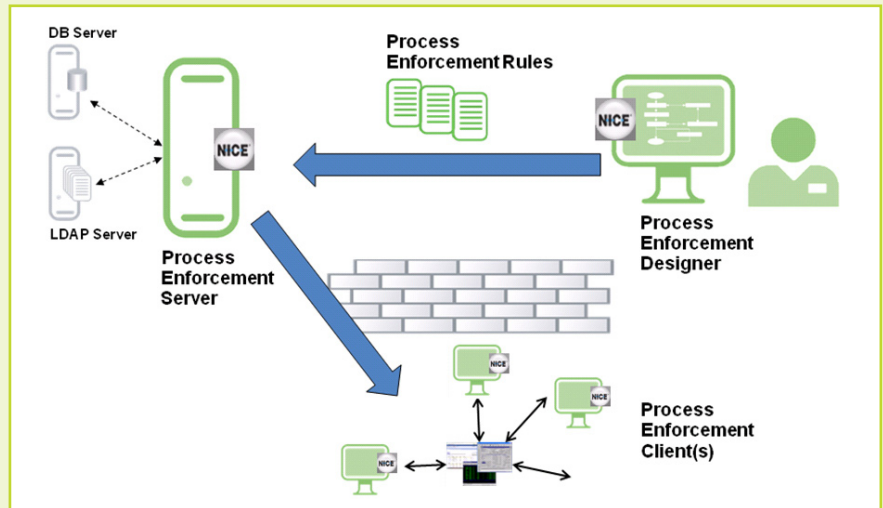 DB Server
LDAP Server
NICE
Process
Enforcement
Server
Process
Enforcement Rules
NICE
Process
Enforcement
Designer
NICE
NICE
NICE
Process
Enforcement
Client(s)